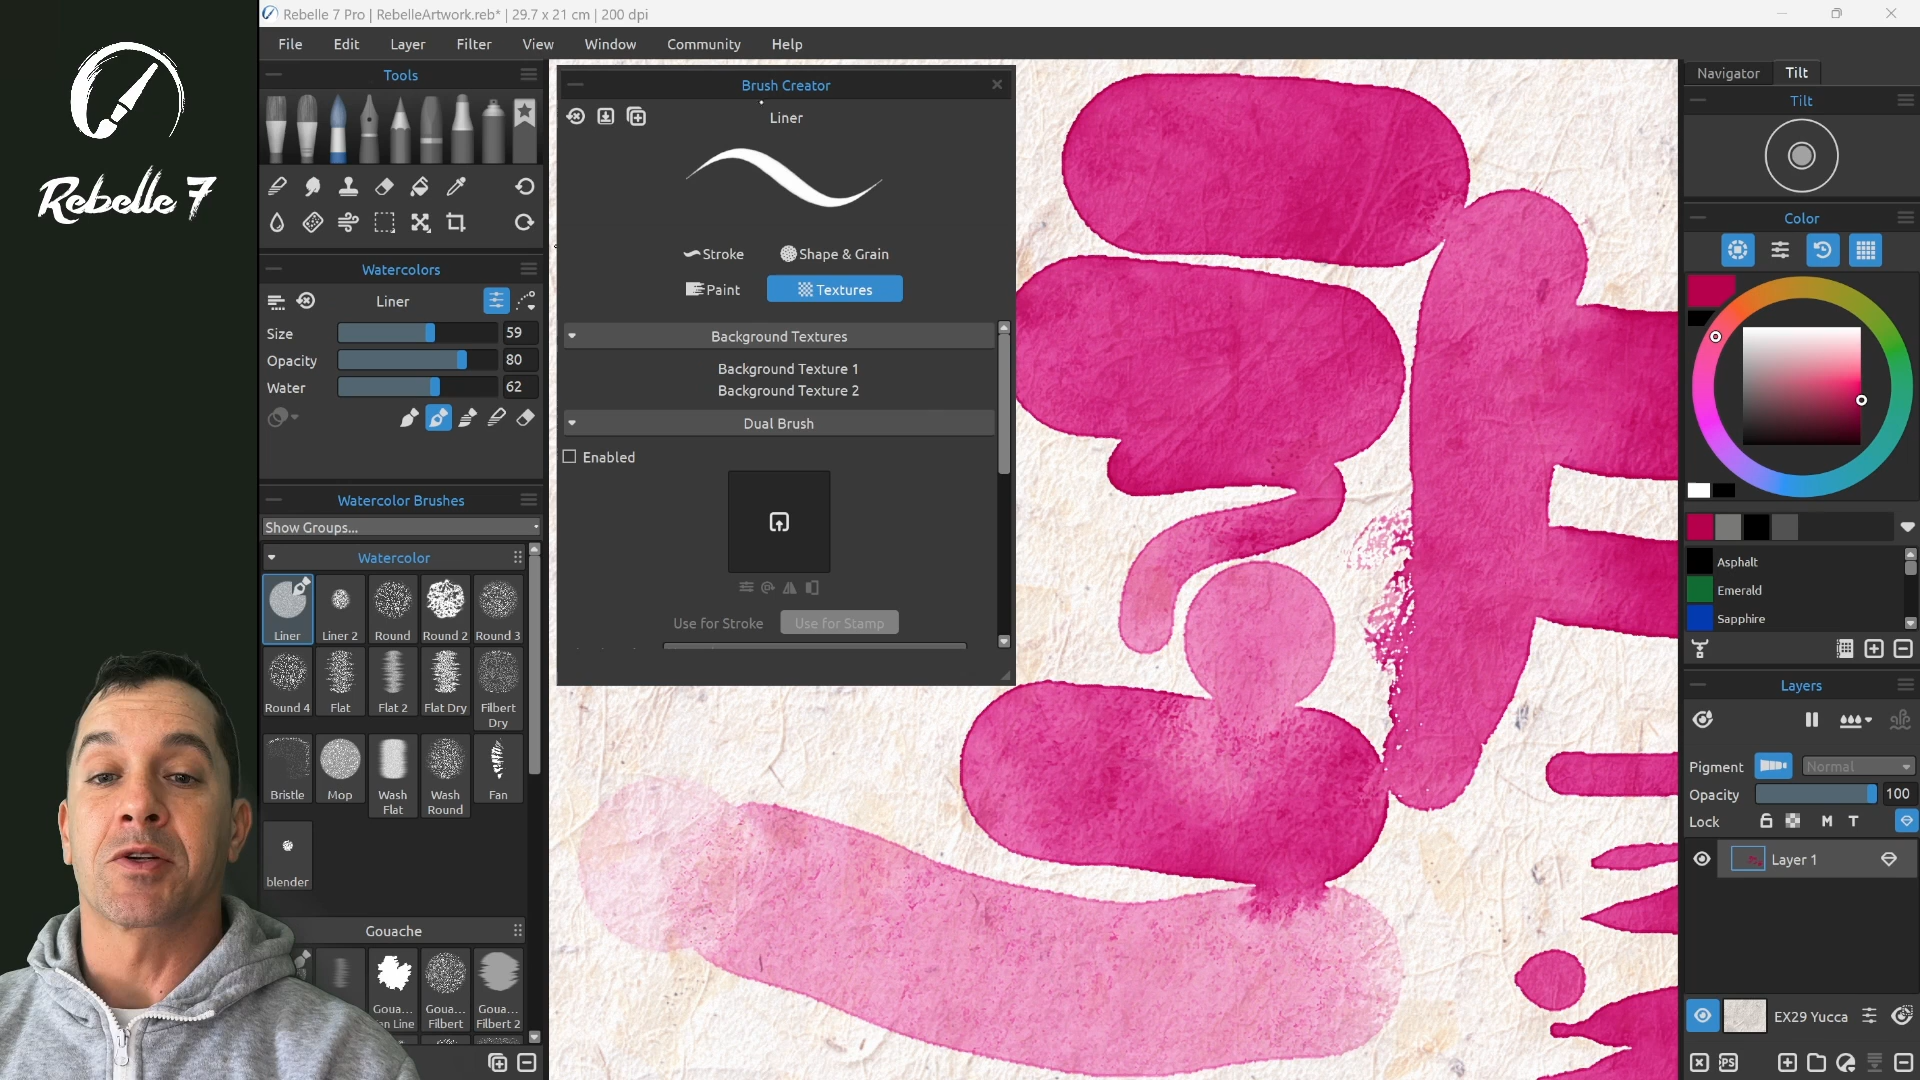 Rebelle 7 Pro | RebelleArtwork.reb* | 29.7 x 21 cm | 200 dpi
File Edit Layer Filter View Window Community Help
Rebelle 7
Tools
Watercolors
Liner
Size 59
Opacity 80
Water 62
Watercolor Brushes
Show Groups...
Watercolor
Liner Liner 2 Round Round 2 Round 3
Round 4 Flat Flat 2 Flat Dry Filbert Dry
Bristle Mop Wash Flat Wash Round Fan
blender
Gouache
Goua... an Line Goua... Filbert Goua... Filbert 2
Brush Creator
Liner
Stroke Shape & Grain
Paint Textures
Background Textures
Background Texture 1
Background Texture 2
Dual Brush
Enabled
Use for Stroke Use for Stamp
Navigator Tilt
Tilt
Color
Asphalt
Emerald
Sapphire
Layers
Pigment Normal
Opacity 100
Lock M T
Layer 1
EX29 Yucca
PS